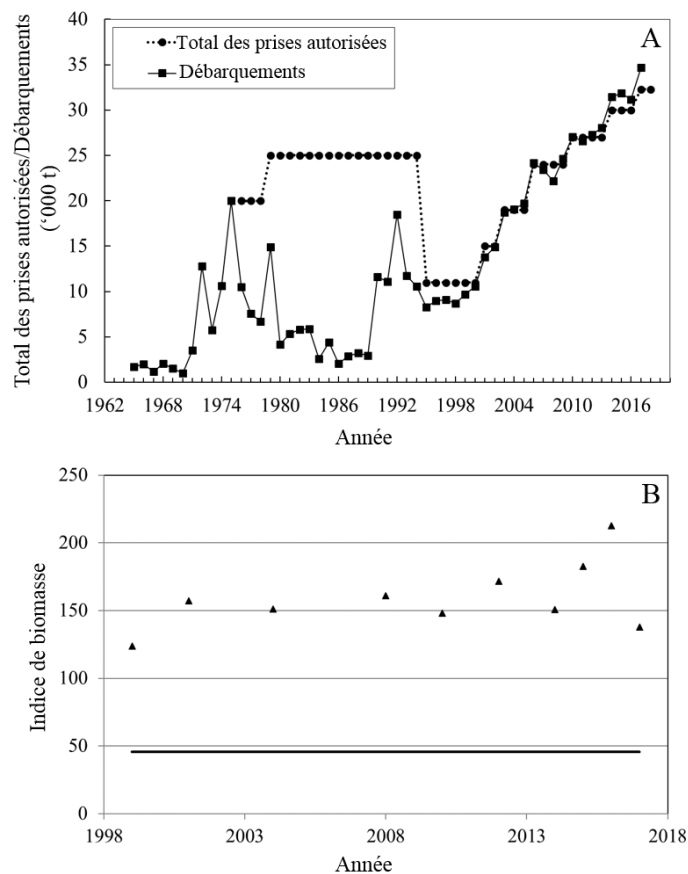 A
Total des prises autorisées
Débarquements
Total des prises autorisées/Débarquements
(‘000 t)
40
35
30
25
20
15
10
5
0
1962 1968 1974 1980 1986 1992 1998 2004 2010 2016
Année
B
Indice de biomasse
250
200
150
100
50
0
1998 2003 2008 2013 2018
Année